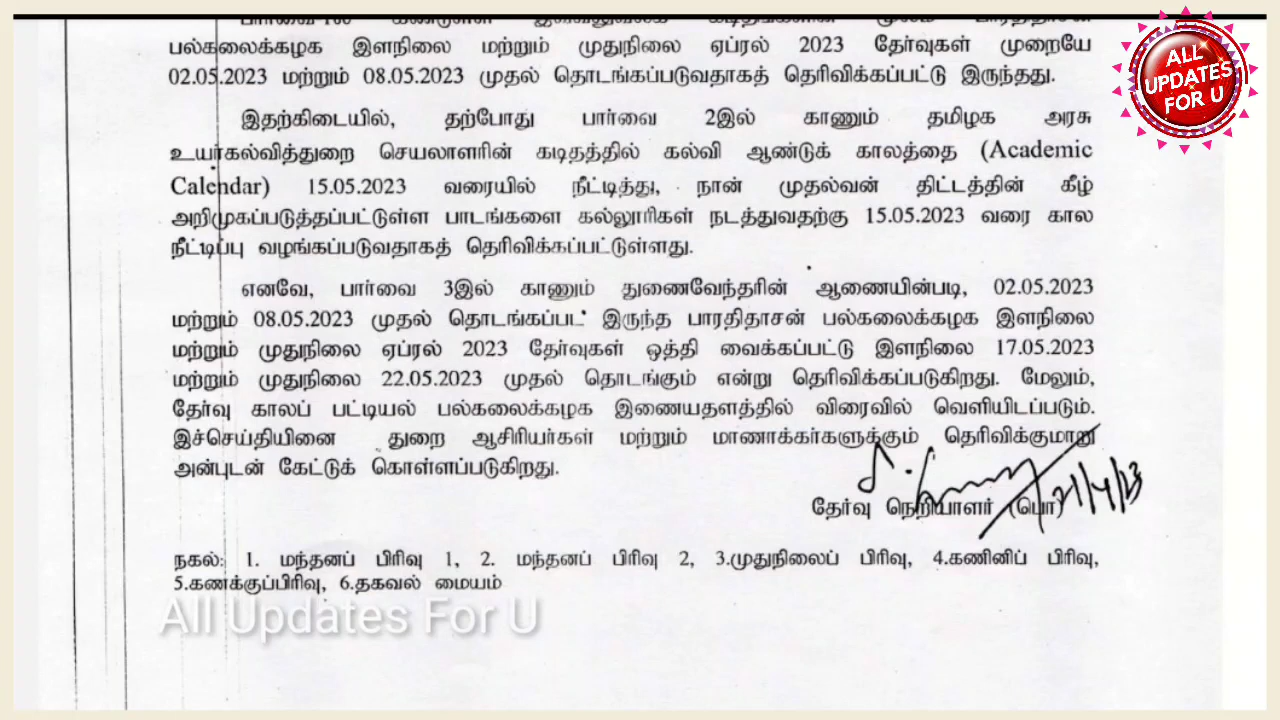 பல்கலைக்கழக இளநிலை மற்றும் முதுநிலை ஏப்ரல் 2023 தேர்வுகள் முறையே
02.05.2023 மற்றும் 08.05.2023 முதல் தொடங்கப்படுவதாகத் தெரிவிக்கப்பட்டு இருந்தது.
இதற்கிடையில், தற்போது பார்வை 2இல் காணும் தமிழக அரசு
உயர்கல்வித்துறை செயலாளரின் கடிதத்தில் கல்வி ஆண்டுக் காலத்தை (Academic
Calendar) 15.05.2023 வரையில் நீட்டித்து, நான் முதல்வன் திட்டத்தின் கீழ்
அறிமுகப்படுத்தப்பட்டுள்ள பாடங்களை கல்லூரிகள் நடத்துவதற்கு 15.05.2023 வரை கால
நீட்டிப்பு வழங்கப்படுவதாகத் தெரிவிக்கப்பட்டுள்ளது.
எனவே, பார்வை 3இல் காணும் துணைவேந்தரின் ஆணையின்படி, 02.05.2023
மற்றும் 08.05.2023 முதல் தொடங்கப்பட இருந்த பாரதிதாசன் பல்கலைக்கழக இளநிலை
மற்றும் முதுநிலை ஏப்ரல் 2023 தேர்வுகள் ஒத்தி வைக்கப்பட்டு இளநிலை 17.05.2023
மற்றும் முதுநிலை 22.05.2023 முதல் தொடங்கும் என்று தெரிவிக்கப்படுகிறது. மேலும்,
தேர்வு காலப் பட்டியல் பல்கலைக்கழக இணையதளத்தில் விரைவில் வெளியிடப்படும்.
இச்செய்தியினை துறை ஆசிரியர்கள் மற்றும் மாணாக்கர்களுக்கும் தெரிவிக்குமாறு
அன்புடன் கேட்டுக் கொள்ளப்படுகிறது.
21/4/23
தேர்வு நெறியாளர் (பொ)
நகல்: 1. மந்தனப் பிரிவு 1, 2. மந்தனப் பிரிவு 2, 3.முதுநிலைப் பிரிவு, 4.கணினிப் பிரிவு,
5.கணக்குப்பிரிவு, 6.தகவல் மையம்
All Updates For U
ALL
UPDATES
FOR U